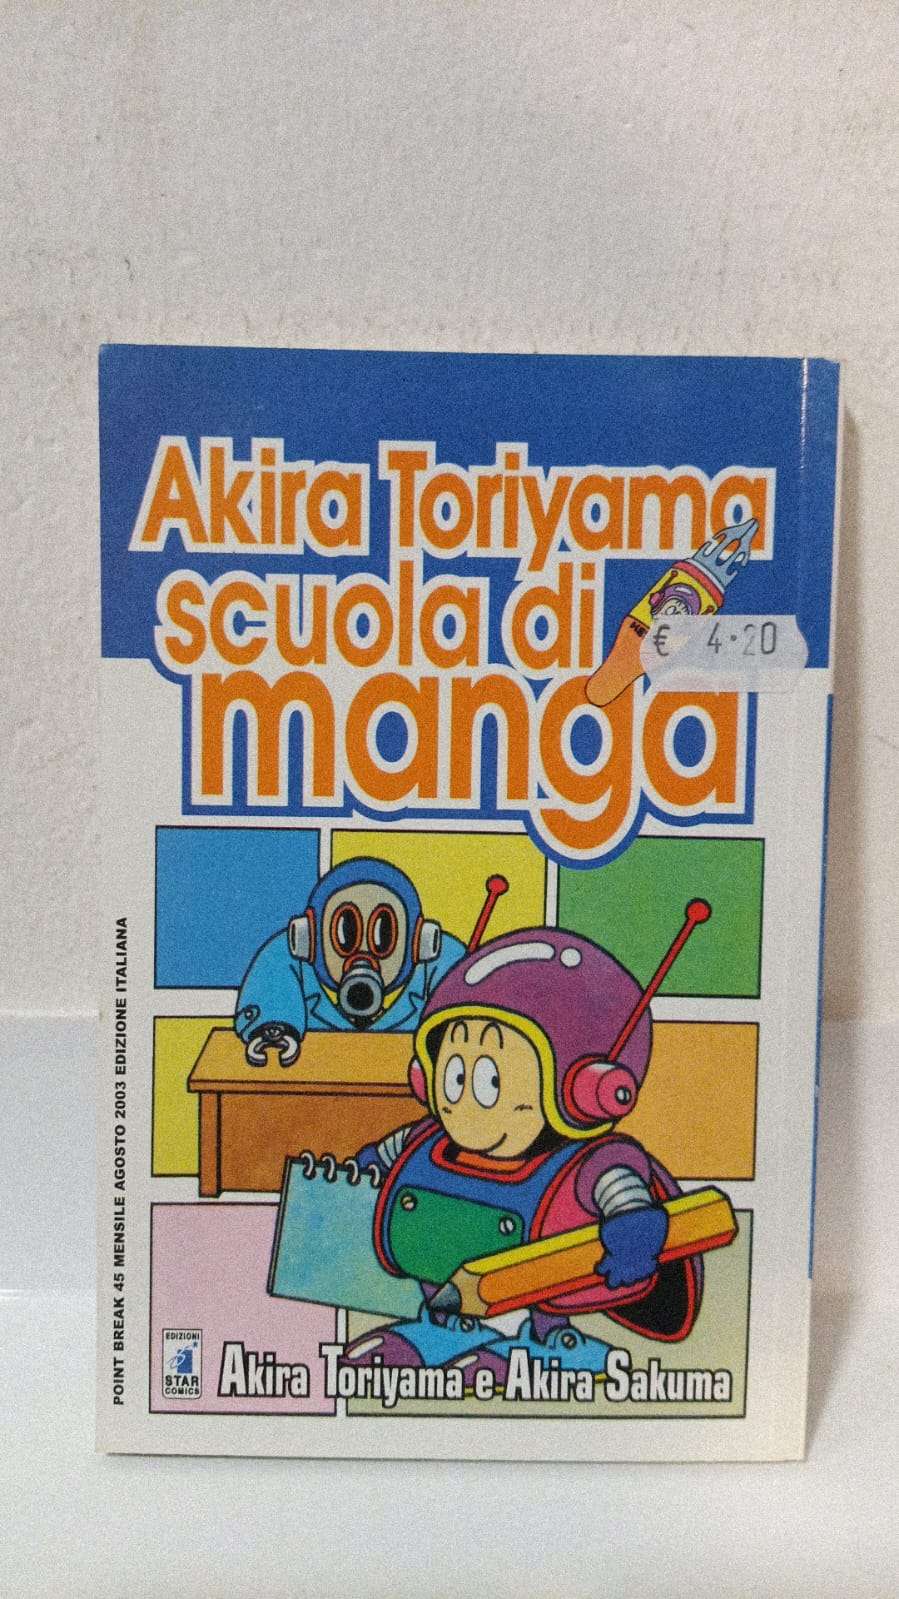 Akira Toriyama
scuola di
€ 4.20
manga
POINT BREAK 45 MENSILE AGOSTO 2003 EDIZIONE ITALIANA
EDIZIONI
STAR
COMICS
Akira Toriyama e Akira Sakuma